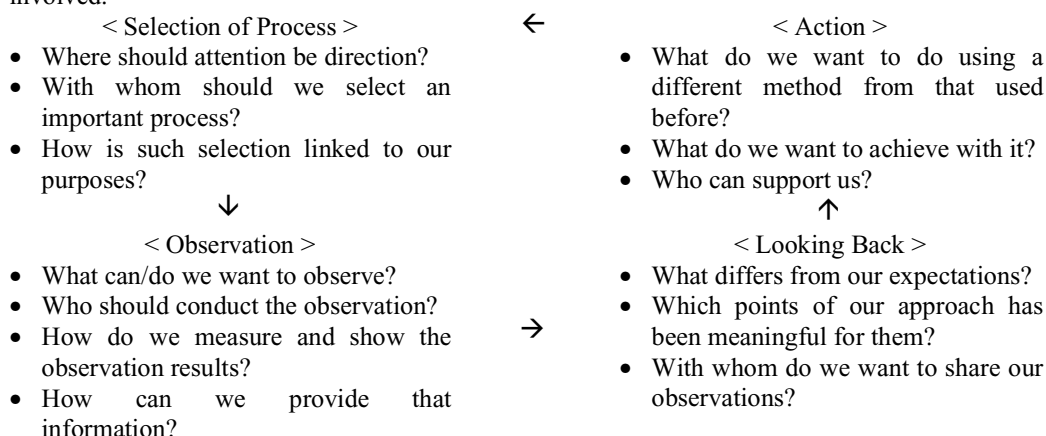 involved.
< Selection of Process >
• Where should attention be direction?
• With whom should we select an
important process?
• How is such selection linked to our
purposes?
↓
< Observation >
• What can/do we want to observe?
• Who should conduct the observation?
• How do we measure and show the
observation results?
• How can we provide that
information?
←
→
< Action >
• What do we want to do using a
different method from that used
before?
• What do we want to achieve with it?
• Who can support us?
↑
< Looking Back >
• What differs from our expectations?
• Which points of our approach has
been meaningful for them?
• With whom do we want to share our
observations?